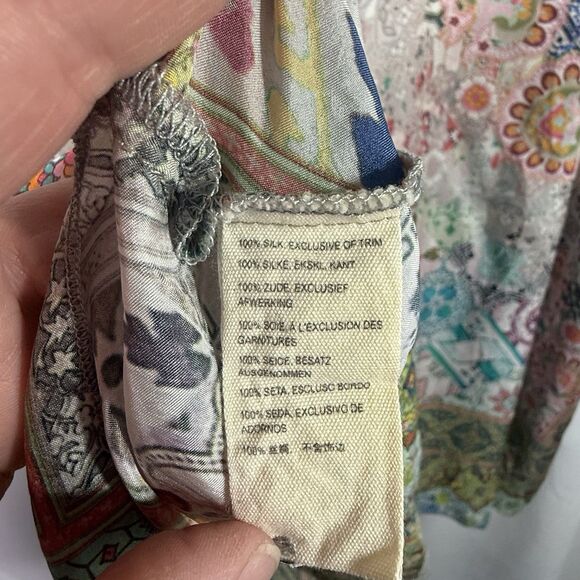 100% SILK, EXCLUSIVE OF TRIM
100% SILKE, EKSKL. KANT
100% ZIJDE, EXCLUSIEF
AFWERKING
100% SOIE, À L'EXCLUSION DES
GARNITURES
100% SEIDE, BESATZ
AUSGENOMMEN
100% SETA, ESCLUSO BORDO
100% SEDA, EXCLUSIVO DE
ADORNOS
100% 丝绸, 不含饰边